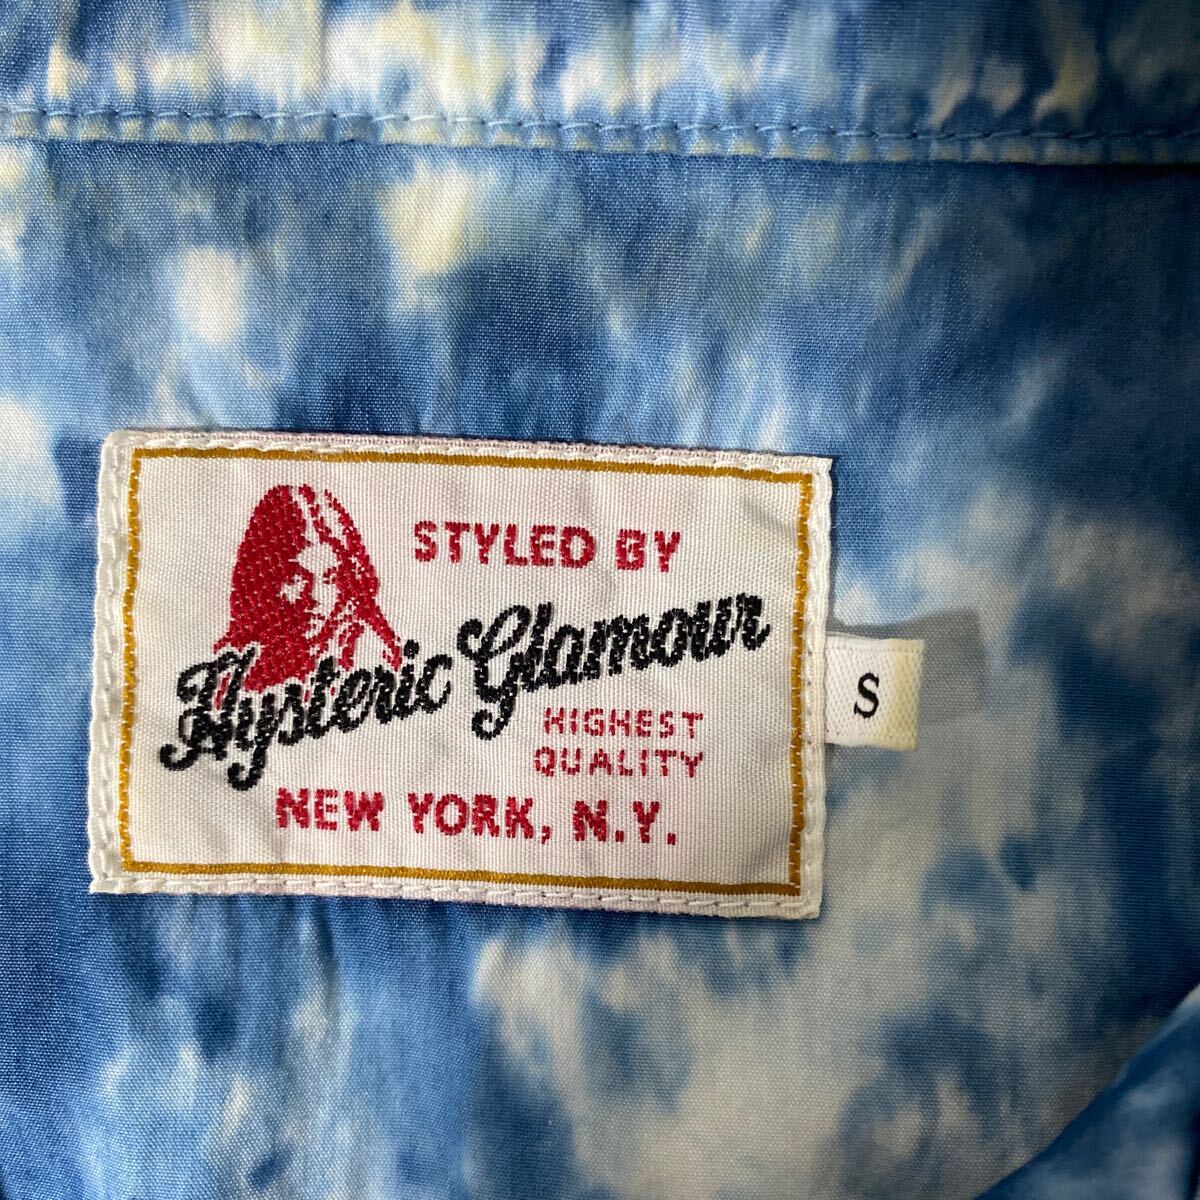 STYLED BY
Hysteric Glamour
HIGHEST
QUALITY
NEW YORK, N.Y.
S